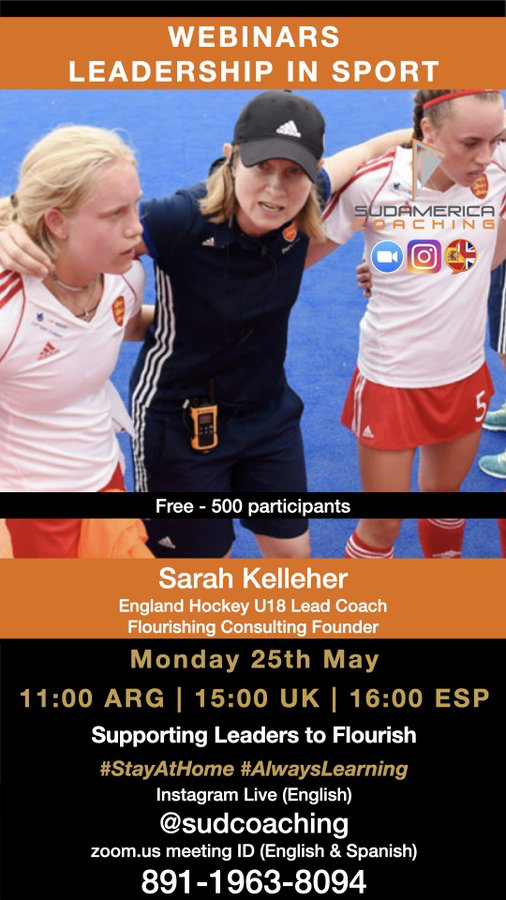 WEBINARS
LEADERSHIP IN SPORT
SUDAMERICA
COACHING
5
adidas
Free - 500 participants
Sarah Kelleher
England Hockey U18 Lead Coach
Flourishing Consulting Founder
Monday 25th May
11:00 ARG | 15:00 UK | 16:00 ESP
Supporting Leaders to Flourish
#StayAtHome #AlwaysLearning
Instagram Live (English)
@sudcoaching
zoom.us meeting ID (English & Spanish)
891-1963-8094